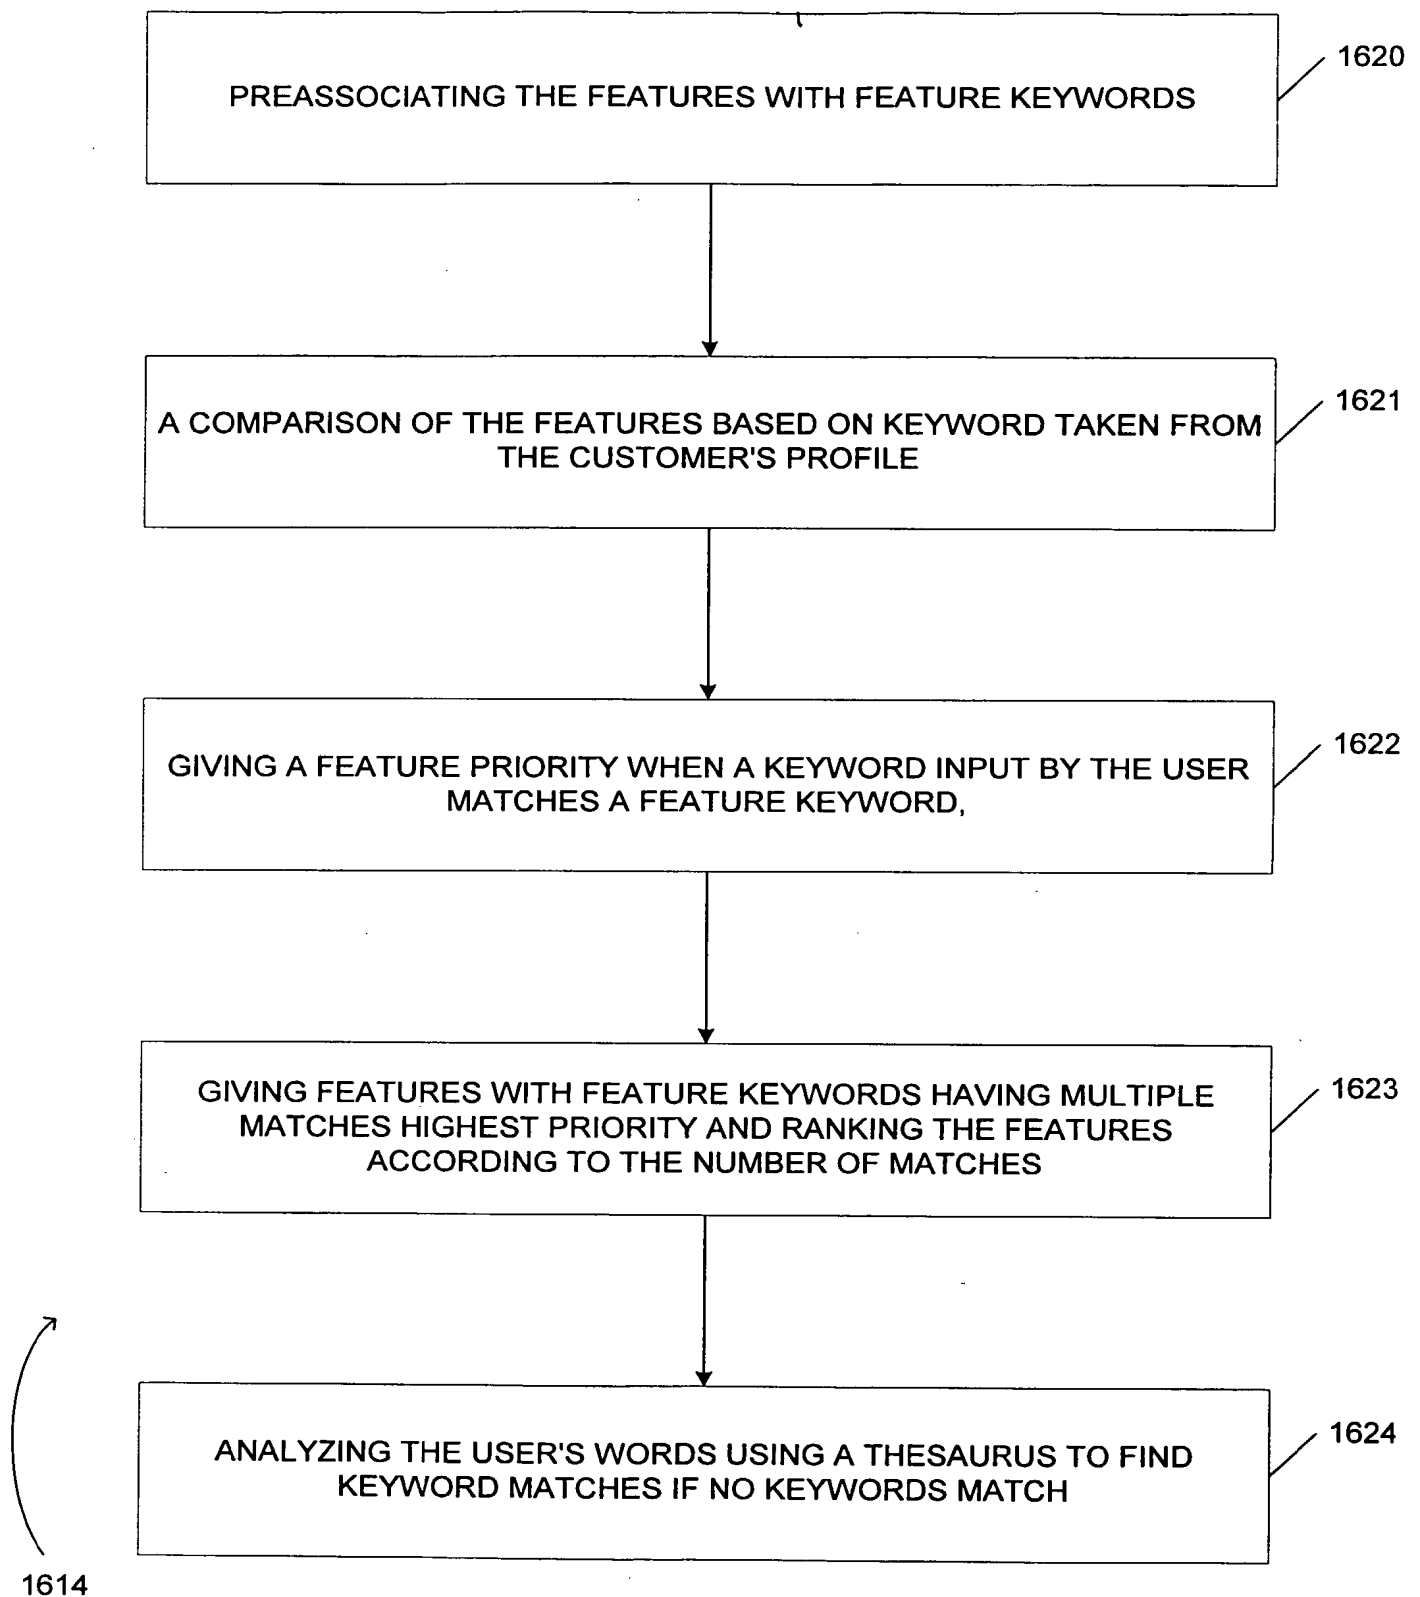 PREASSOCIATING THE FEATURES WITH FEATURE KEYWORDS
1620
A COMPARISON OF THE FEATURES BASED ON KEYWORD TAKEN FROM
THE CUSTOMER'S PROFILE
1621
GIVING A FEATURE PRIORITY WHEN A KEYWORD INPUT BY THE USER
MATCHES A FEATURE KEYWORD,
1622
GIVING FEATURES WITH FEATURE KEYWORDS HAVING MULTIPLE
MATCHES HIGHEST PRIORITY AND RANKING THE FEATURES
ACCORDING TO THE NUMBER OF MATCHES
1623
ANALYZING THE USER'S WORDS USING A THESAURUS TO FIND
KEYWORD MATCHES IF NO KEYWORDS MATCH
1624
1614